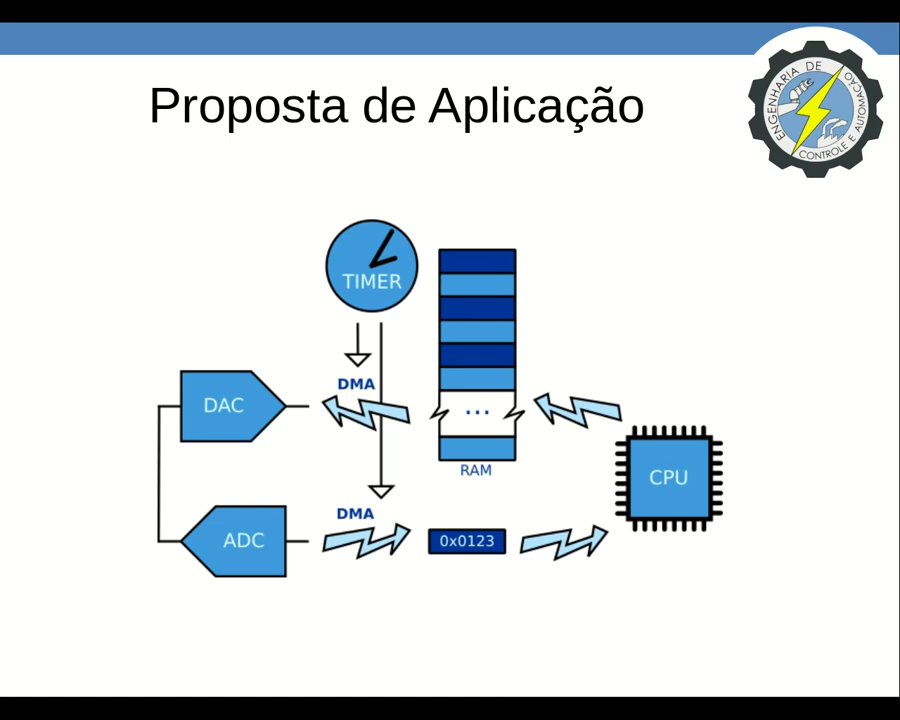 Proposta de Aplicação
ENGENHARIA DE
CONTROLE E AUTOMAÇÃO
TIMER
DMA
DAC
...
RAM
CPU
DMA
ADC
0x0123